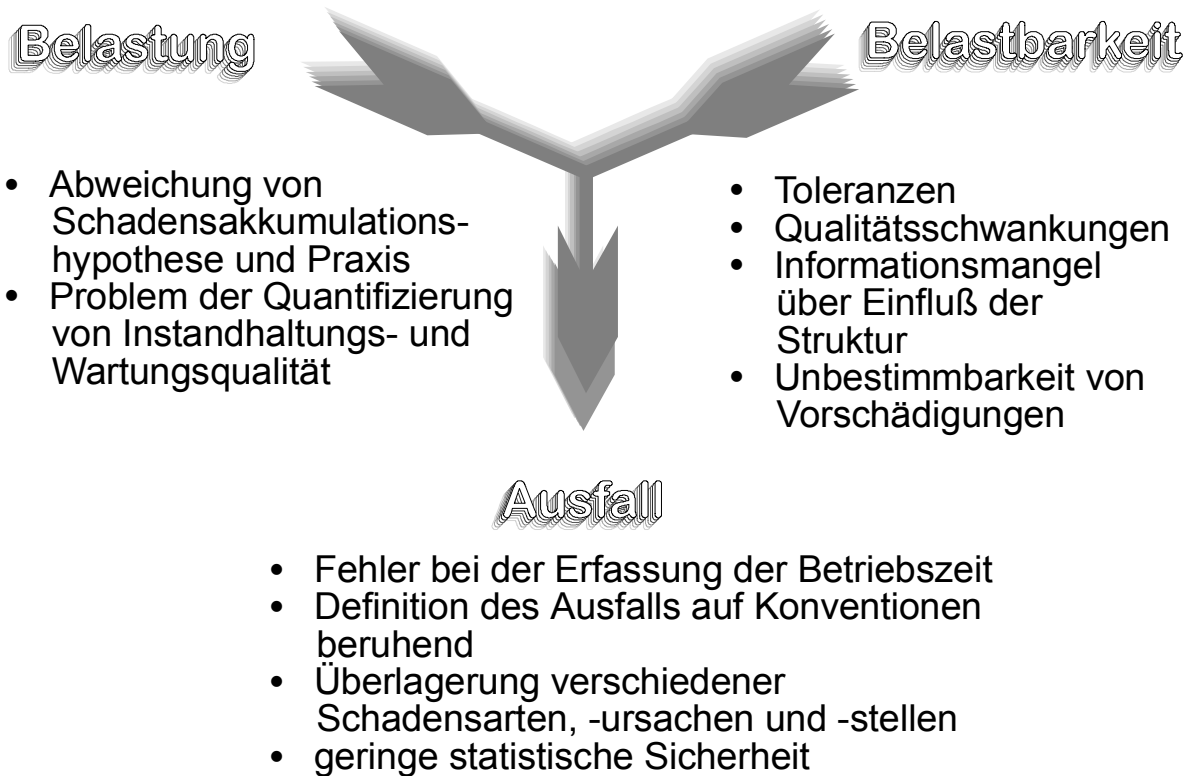 Belastung
Belastbarkeit
• Abweichung von
Schadensakkumulations-
hypothese und Praxis
• Problem der Quantifizierung
von Instandhaltungs- und
Wartungsqualität
• Toleranzen
• Qualitätsschwankungen
• Informationsmangel
über Einfluß der
Struktur
• Unbestimmbarkeit von
Vorschädigungen
Ausfall
• Fehler bei der Erfassung der Betriebszeit
• Definition des Ausfalls auf Konventionen
beruhend
• Überlagerung verschiedener
Schadensarten, -ursachen und -stellen
• geringe statistische Sicherheit